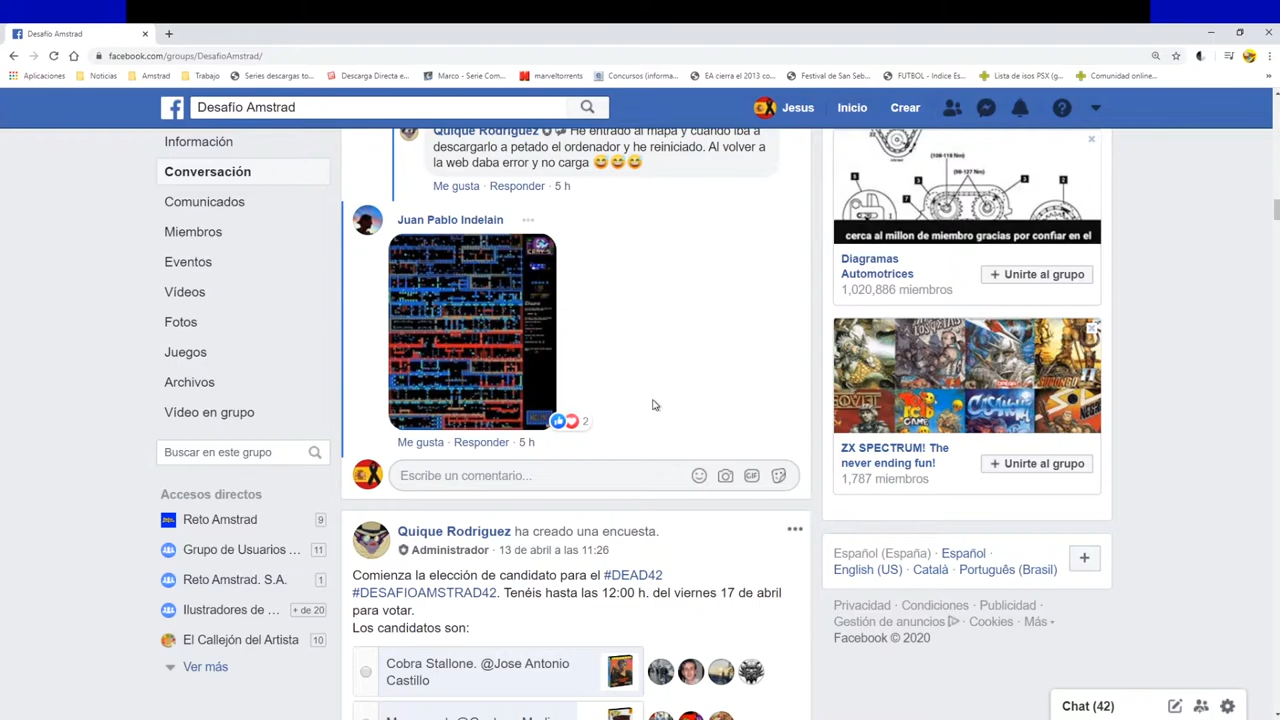 Desafío Amstrad
facebook.com/groups/DesafioAmstrad/
Aplicaciones
Noticias
Amstrad
Trabajo
Series descargas to...
Descarga Directa e...
Marco - Serie Com...
marveltorrents
Concursos (informa...
EA cierra el 2013 co...
Festival de San Seb...
FUTBOL - Indice Es...
Lista de isos PSX (g...
Comunidad online...
Desafío Amstrad
Jesus
Inicio
Crear
Información
Conversación
Comunicados
Miembros
Eventos
Vídeos
Fotos
Juegos
Archivos
Vídeo en grupo
Buscar en este grupo
Accesos directos
Reto Amstrad 9
Grupo de Usuarios ... 11
Reto Amstrad. S.A. 1
Ilustradores de ... + de 20
El Callejón del Artista 10
Ver más
Quique Rodriguez He entrado al mapa y cuando iba a
descargarlo a petado el ordenador y he reiniciado. Al volver a
la web daba error y no carga 😄😄😄
Me gusta · Responder · 5 h
Juan Pablo Indelain
2
Me gusta · Responder · 5 h
Escribe un comentario...
GIF
Quique Rodriguez ha creado una encuesta.
Administrador · 13 de abril a las 11:26
Comienza la elección de candidato para el #DEAD42
#DESAFIOAMSTRAD42. Tenéis hasta las 12:00 h. del viernes 17 de abril
para votar.
Los candidatos son:
Cobra Stallone. @Jose Antonio
Castillo
cerca al millon de miembro gracias por confiar en el
Diagramas
Automotrices
1,020,886 miembros
+ Unirte al grupo
ZX SPECTRUM! The
never ending fun!
1,787 miembros
+ Unirte al grupo
Español (España) · Español ·
English (US) · Català · Português (Brasil)
Privacidad · Condiciones · Publicidad ·
Gestión de anuncios · Cookies · Más
Facebook © 2020
Chat (42)